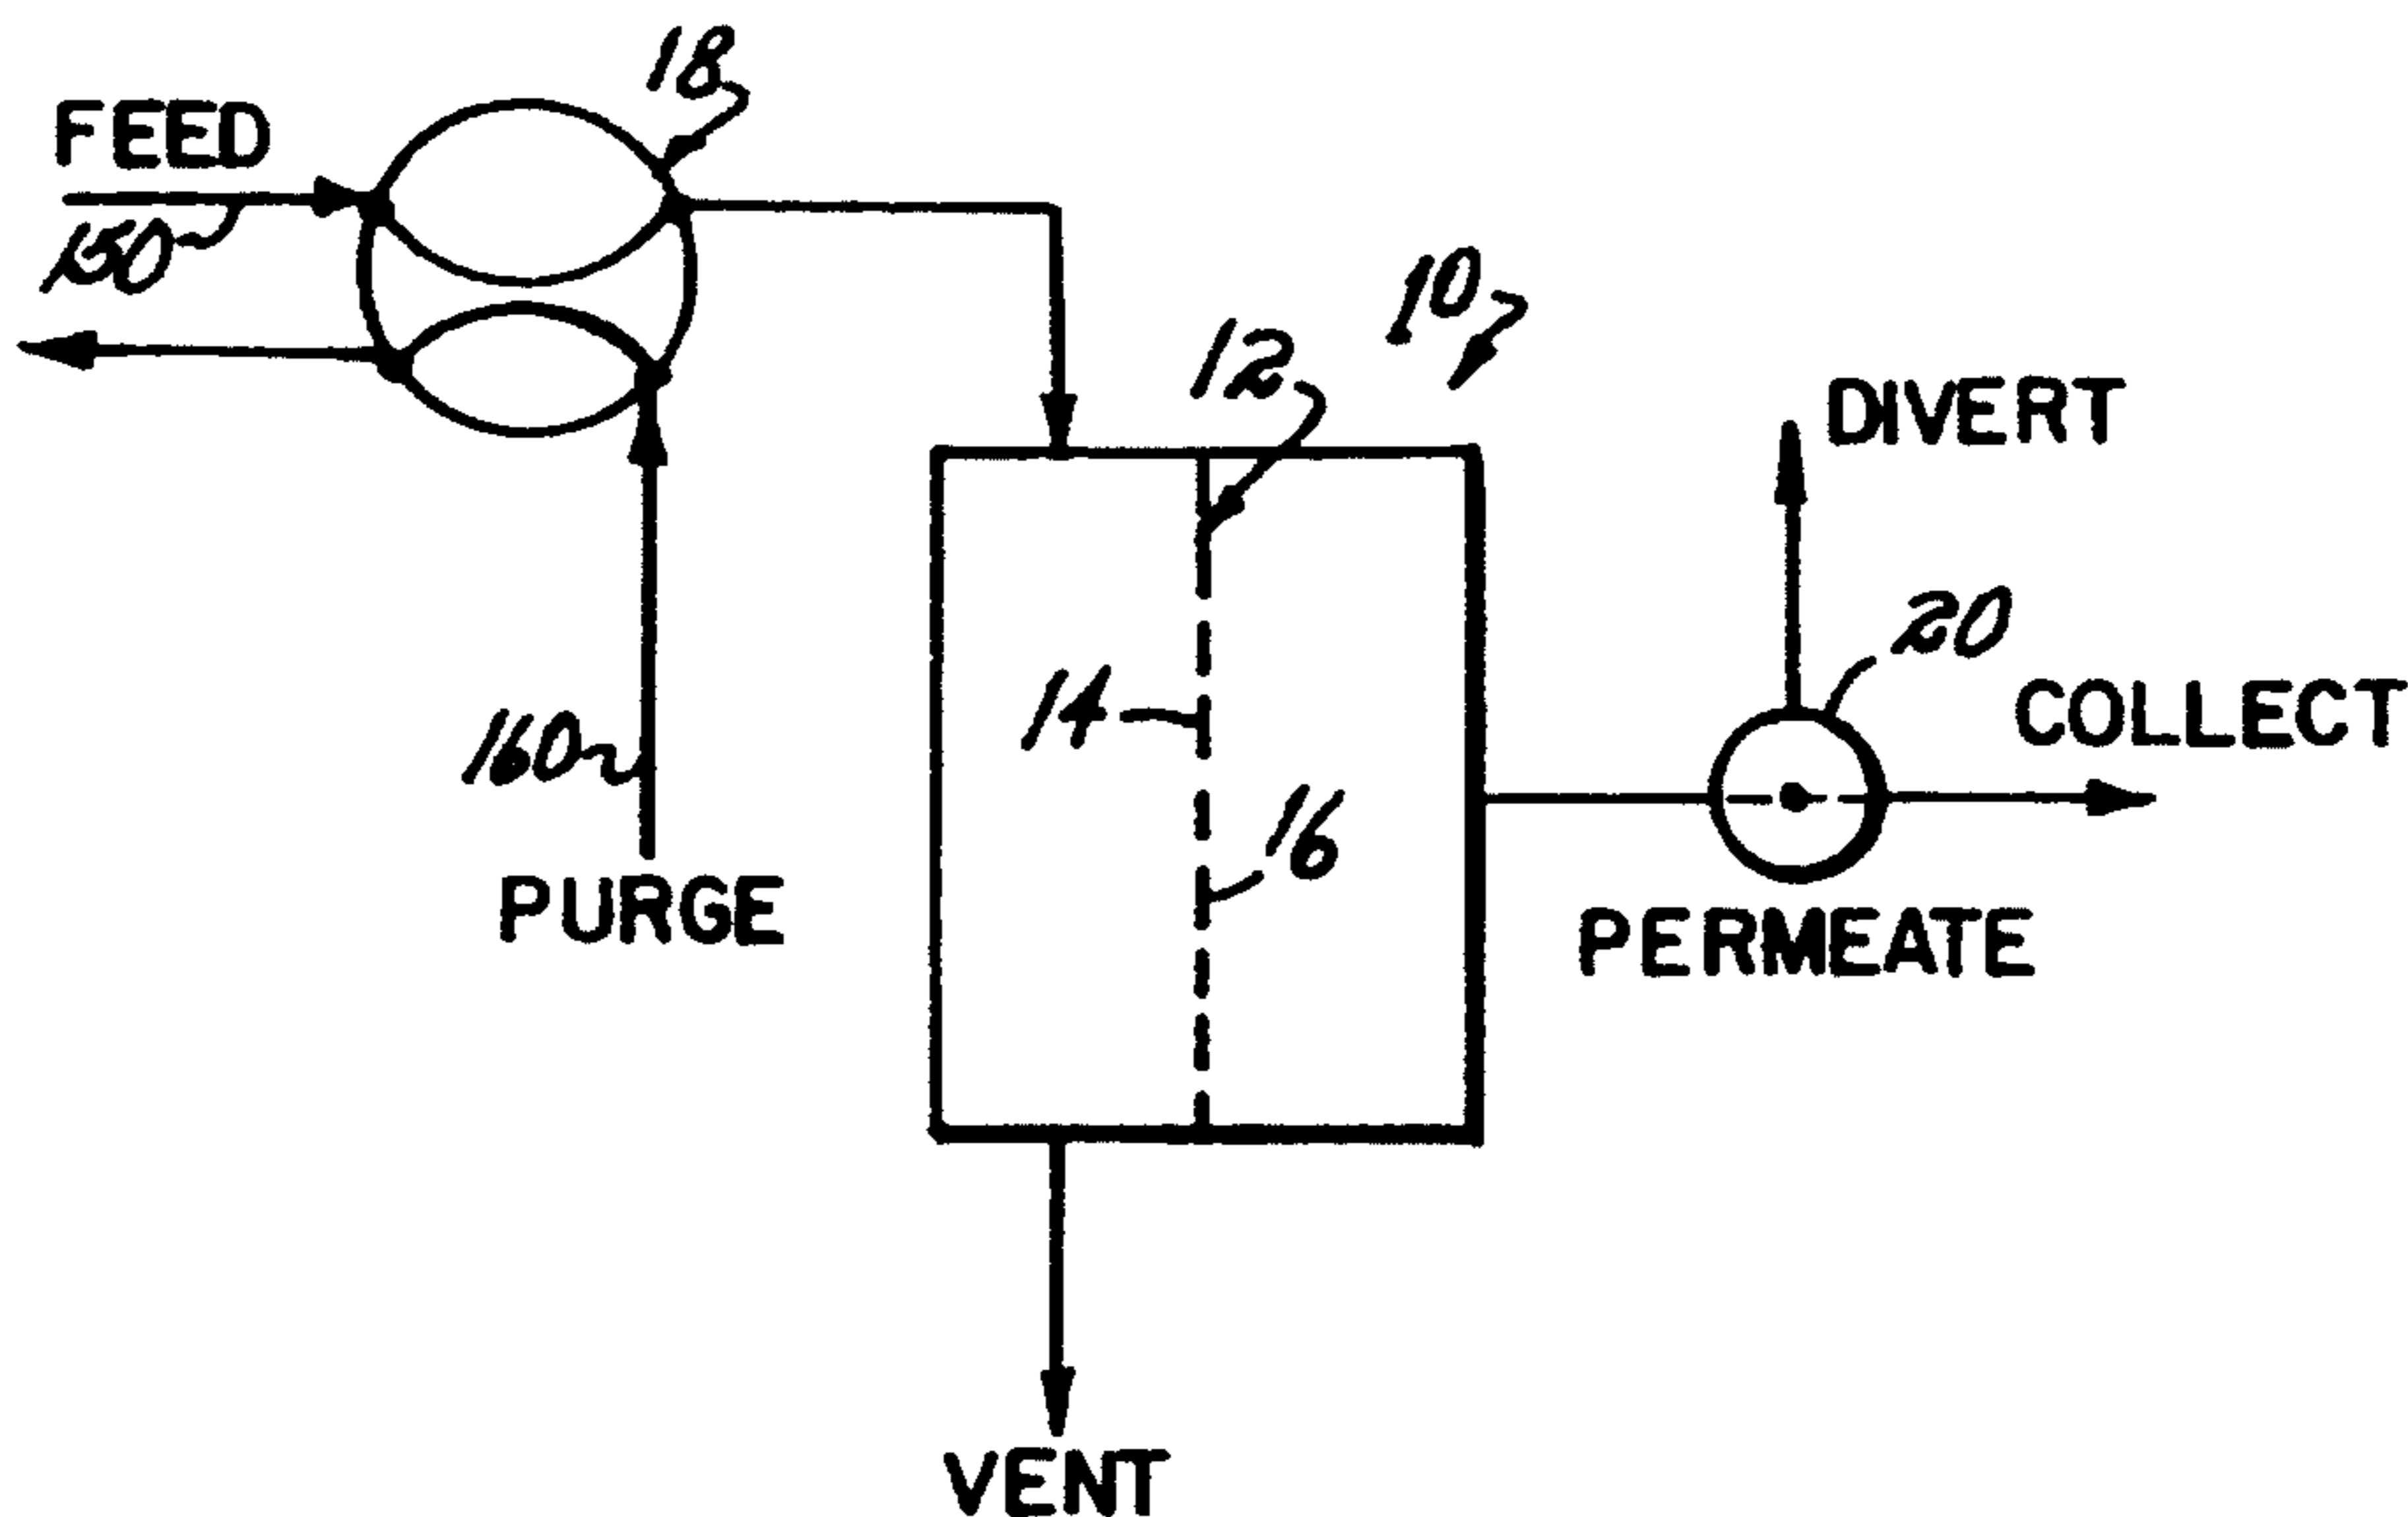 18
FEED
150
10
12
DIVERT
20
14
COLLECT
160
16
PURGE
PERMEATE
VENT